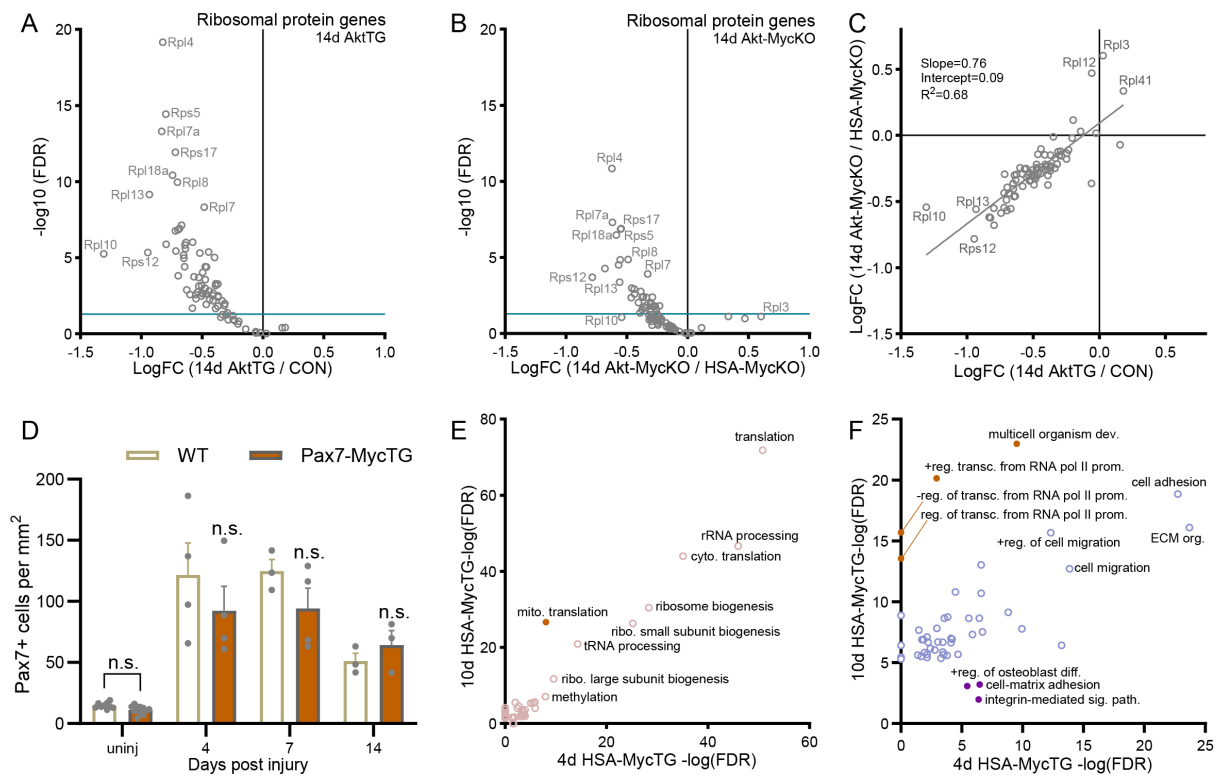 A
Ribosomal protein genes
14d AktTG
20
15
10
5
0
-log10 (FDR)
Rpl4
Rps5
Rpl7a
Rps17
Rpl18a
Rpl8
Rpl13
Rpl7
Rpl10
Rps12
-1.5
-1.0
-0.5
0.0
0.5
1.0
LogFC (14d AktTG / CON)
B
Ribosomal protein genes
14d Akt-MycKO
20
15
10
5
0
-log10 (FDR)
Rpl4
Rpl7a
Rps17
Rpl18a
Rps5
Rpl8
Rps12
Rpl7
Rpl13
Rpl10
Rpl3
-1.5
-1.0
-0.5
0.0
0.5
1.0
LogFC (14d Akt-MycKO / HSA-MycKO)
C
Slope=0.76
Intercept=0.09
R2=0.68
0.5
0.0
-0.5
-1.0
-1.5
LogFC (14d Akt-MycKO / HSA-MycKO)
Rpl3
Rpl12
Rpl41
Rpl13
Rpl10
Rps12
-1.5
-1.0
-0.5
0.0
0.5
LogFC (14d AktTG / CON)
D
WT
Pax7-MycTG
200
150
100
50
0
Pax7+ cells per mm2
n.s.
n.s.
n.s.
n.s.
uninj
4
7
14
Days post injury
E
80
60
40
20
0
10d HSA-MycTG-log(FDR)
translation
rRNA processing
cyto. translation
ribosome biogenesis
mito. translation
ribo. small subunit biogenesis
tRNA processing
ribo. large subunit biogenesis
methylation
0
20
40
60
4d HSA-MycTG -log(FDR)
F
25
20
15
10
5
0
10d HSA-MycTG-log(FDR)
multicell organism dev.
+reg. transc. from RNA pol II prom.
cell adhesion
-reg. of transc. from RNA pol II prom.
reg. of transc. from RNA pol II prom.
+reg. of cell migration
ECM org.
cell migration
+reg. of osteoblast diff.
cell-matrix adhesion
integrin-mediated sig. path.
0
5
10
15
20
25
4d HSA-MycTG -log(FDR)